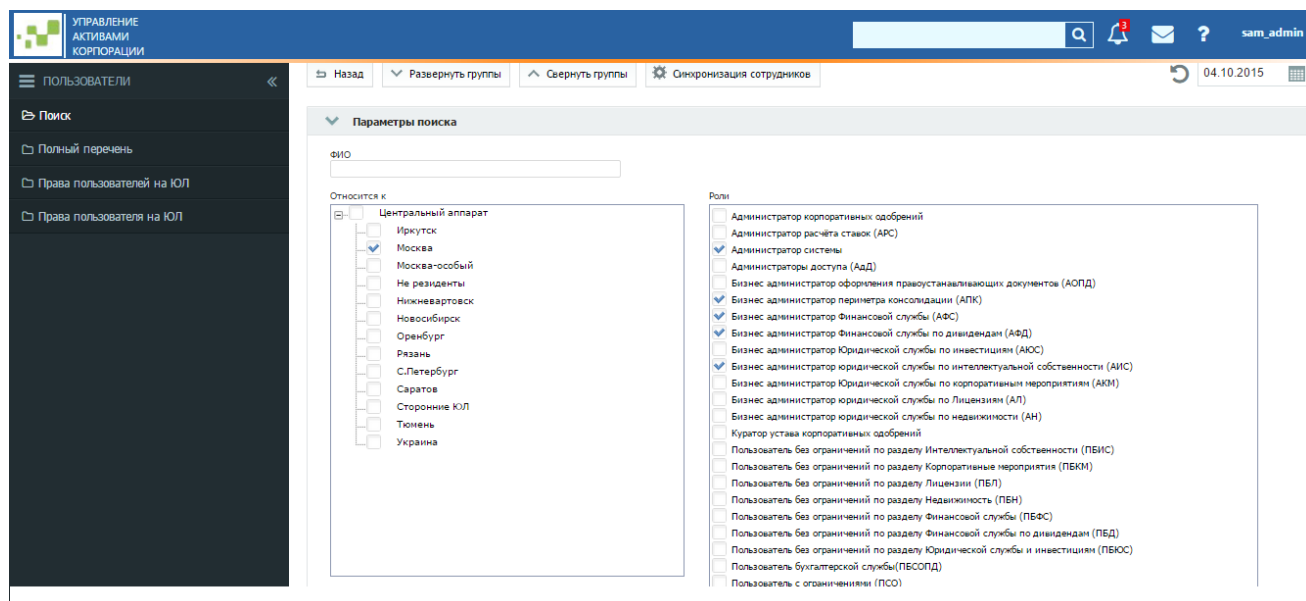 УПРАВЛЕНИЕ
АКТИВАМИ
КОРПОРАЦИИ
3
?
sam_admin
ПОЛЬЗОВАТЕЛИ
Поиск
Полный перечень
Права пользователей на ЮЛ
Права пользователя на ЮЛ
Назад Развернуть группы Свернуть группы Синхронизация сотрудников 04.10.2015
Параметры поиска
ФИО
Относится к
Центральный аппарат
Иркутск
Москва
Москва-особый
Не резиденты
Нижневартовск
Новосибирск
Оренбург
Рязань
С.Петербург
Саратов
Сторонние ЮЛ
Тюмень
Украина
Роли
Администратор корпоративных одобрений
Администратор расчёта ставок (АРС)
Администратор системы
Администраторы доступа (АдД)
Бизнес администратор оформления правоустанавливающих документов (АОПД)
Бизнес администратор периметра консолидации (АПК)
Бизнес администратор Финансовой службы (АФС)
Бизнес администратор Финансовой службы по дивидендам (АФД)
Бизнес администратор Юридической службы по инвестициям (АЮС)
Бизнес администратор юридической службы по интеллектуальной собственности (АИС)
Бизнес администратор Юридической службы по корпоративным мероприятиям (АКМ)
Бизнес администратор юридической службы по Лицензиям (АЛ)
Бизнес администратор юридической службы по недвижимости (АН)
Куратор устава корпоративных одобрений
Пользователь без ограничений по разделу Интеллектуальной собственности (ПБИС)
Пользователь без ограничений по разделу Корпоративные мероприятия (ПБКМ)
Пользователь без ограничений по разделу Лицензии (ПБЛ)
Пользователь без ограничений по разделу Недвижимость (ПБН)
Пользователь без ограничений по разделу Финансовой службы (ПБФС)
Пользователь без ограничений по разделу Финансовой службы по дивидендам (ПБД)
Пользователь без ограничений по разделу Юридической службы и инвестициям (ПБЮС)
Пользователь бухгалтерской службы(ПБСОПД)
Пользователь с ограничениями (ПСО)